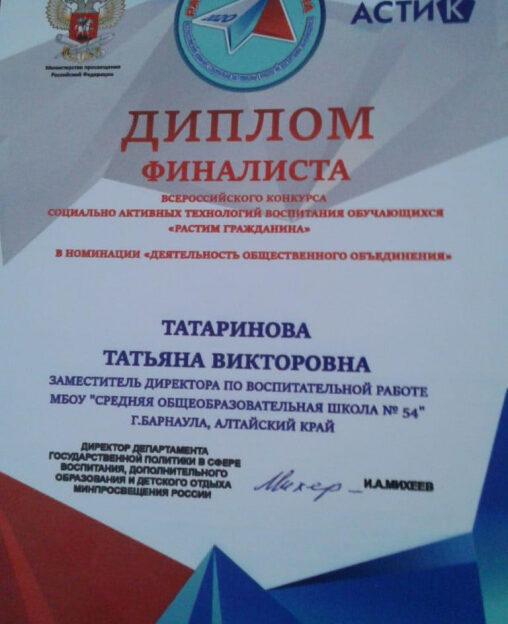 АСТИК
Министерство просвещения
Российской Федерации
ДИПЛОМ
ФИНАЛИСТА
ВСЕРОССИЙСКОГО КОНКУРСА
СОЦИАЛЬНО АКТИВНЫХ ТЕХНОЛОГИЙ ВОСПИТАНИЯ ОБУЧАЮЩИХСЯ
«РАСТИМ ГРАЖДАНИНА»
В НОМИНАЦИИ «ДЕЯТЕЛЬНОСТЬ ОБЩЕСТВЕННОГО ОБЪЕДИНЕНИЯ»
ТАТАРИНОВА
ТАТЬЯНА ВИКТОРОВНА
ЗАМЕСТИТЕЛЬ ДИРЕКТОРА ПО ВОСПИТАТЕЛЬНОЙ РАБОТЕ
МБОУ "СРЕДНЯЯ ОБЩЕОБРАЗОВАТЕЛЬНАЯ ШКОЛА № 54"
Г.БАРНАУЛА, АЛТАЙСКИЙ КРАЙ
ДИРЕКТОР ДЕПАРТАМЕНТА
ГОСУДАРСТВЕННОЙ ПОЛИТИКИ В СФЕРЕ
ВОСПИТАНИЯ, ДОПОЛНИТЕЛЬНОГО
ОБРАЗОВАНИЯ И ДЕТСКОГО ОТДЫХА
МИНПРОСВЕЩЕНИЯ РОССИИ
И.А.МИХЕЕВ